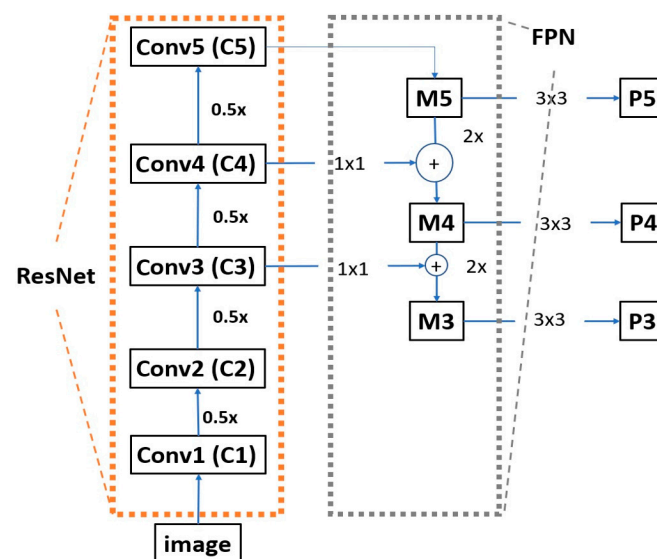 FPN
Conv5 (C5)
M5
3x3
P5
0.5x
2x
Conv4 (C4)
1x1
+
M4
3x3
P4
0.5x
Conv3 (C3)
1x1
+
2x
ResNet
M3
3x3
P3
0.5x
Conv2 (C2)
0.5x
Conv1 (C1)
image